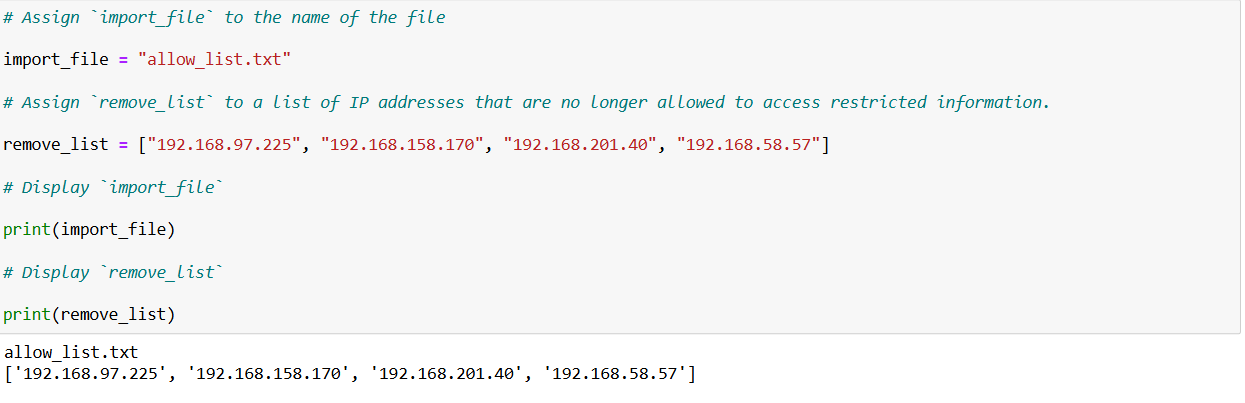 # Assign `import_file` to the name of the file
import_file = "allow_list.txt"
# Assign `remove_list` to a list of IP addresses that are no longer allowed to access restricted information.
remove_list = ["192.168.97.225", "192.168.158.170", "192.168.201.40", "192.168.58.57"]
# Display `import_file`
print(import_file)
# Display `remove_list`
print(remove_list)
allow_list.txt
['192.168.97.225', '192.168.158.170', '192.168.201.40', '192.168.58.57']